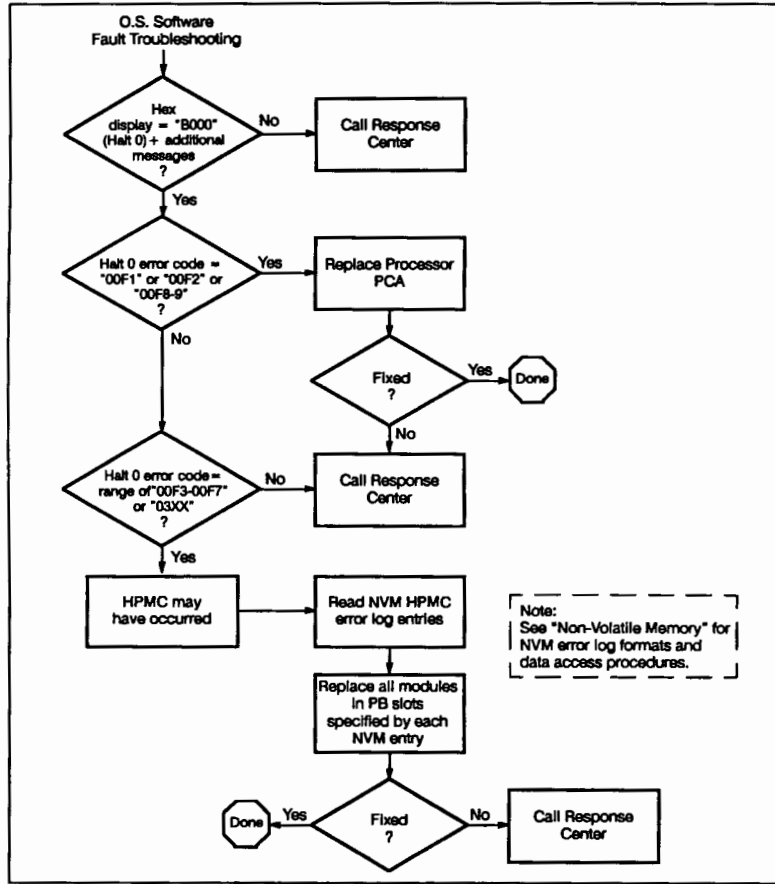 O.S. Software
Fault Troubleshooting
Hex
display = "B000"
(Halt 0) + additional
messages
?
No
Call Response
Center
Yes
Halt 0 error code =
"00F1" or "00F2" or
"00F8-9"
?
Yes
Replace Processor
PCA
No
Fixed
?
Yes
Done
No
Halt 0 error code =
range of "00F3-00F7"
or "03XX"
?
No
Call Response
Center
Yes
HPMC may
have occurred
Read NVM HPMC
error log entries
Note:
See "Non-Volatile Memory" for
NVM error log formats and
data access procedures.
Replace all modules
in PB slots
specified by each
NVM entry
Done
Yes
Fixed
?
No
Call Response
Center